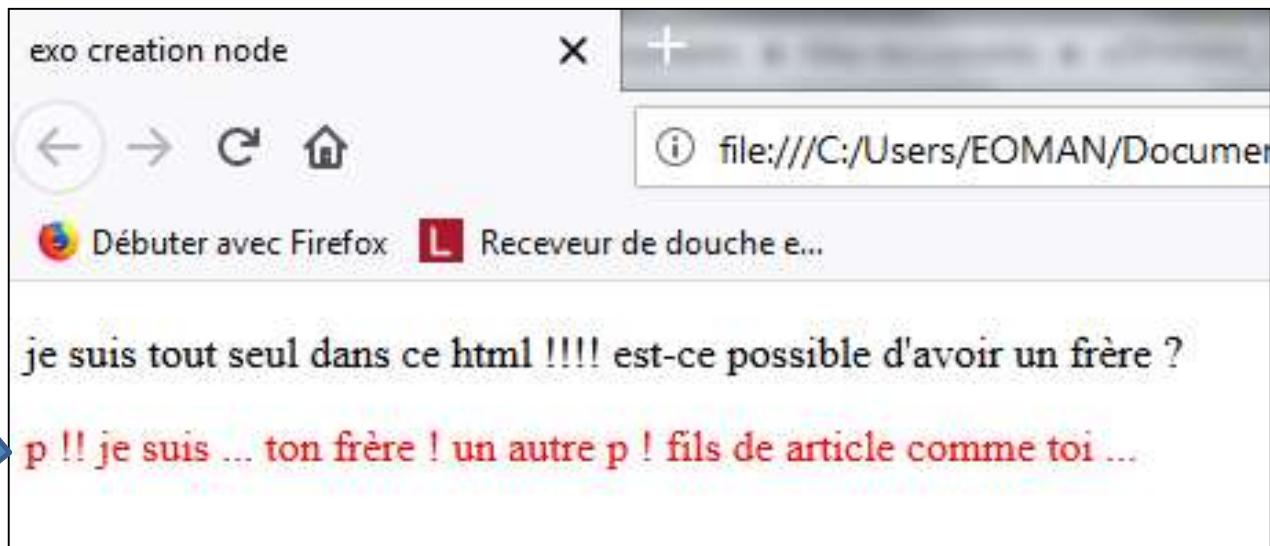 exo creation node
file:///C:/Users/EOMAN/Documen
Débuter avec Firefox L Receveur de douche e...
je suis tout seul dans ce html !!!! est-ce possible d'avoir un frère ?
p !! je suis ... ton frère ! un autre p ! fils de article comme toi ...